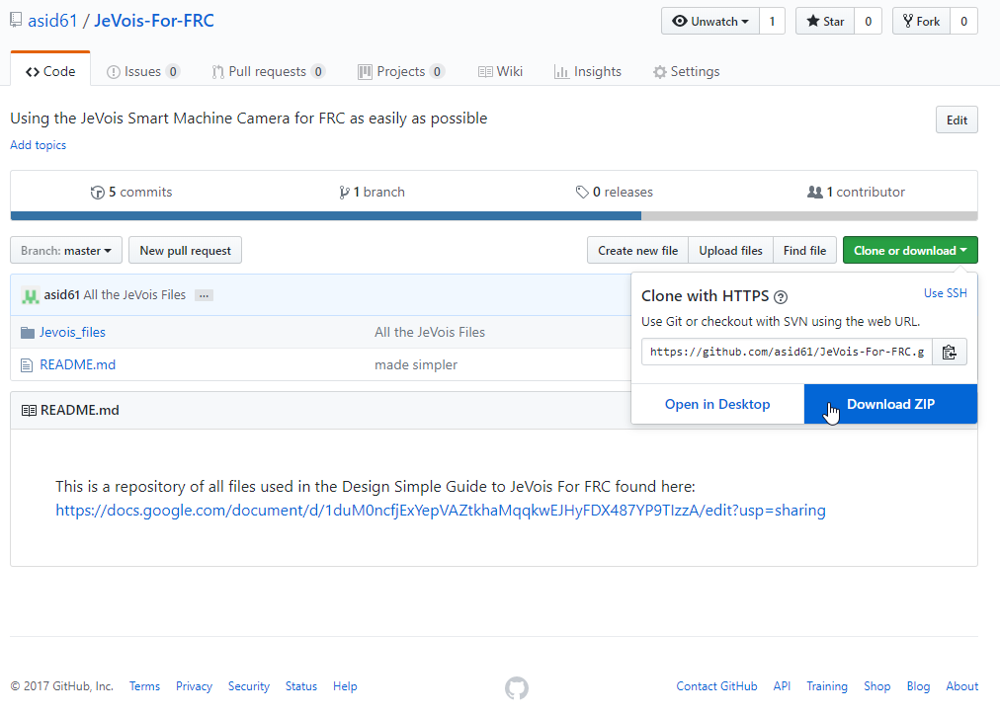 asid61 / JeVois-For-FRC
Unwatch 1 Star 0 Fork 0
Code Issues 0 Pull requests 0 Projects 0 Wiki Insights Settings
Using the JeVois Smart Machine Camera for FRC as easily as possible
Edit
Add topics
5 commits 1 branch 0 releases 1 contributor
Branch: master New pull request Create new file Upload files Find file Clone or download
asid61 All the JeVois Files ...
Jevois_files All the JeVois Files
README.md made simpler
Clone with HTTPS ? Use SSH
Use Git or checkout with SVN using the web URL.
https://github.com/asid61/JeVois-For-FRC.g
Open in Desktop Download ZIP
README.md
This is a repository of all files used in the Design Simple Guide to JeVois For FRC found here:
https://docs.google.com/document/d/1duM0ncfjExYepVAZtkhaMqqkwEJHyFDX487YP9TIzzA/edit?usp=sharing
© 2017 GitHub, Inc. Terms Privacy Security Status Help Contact GitHub API Training Shop Blog About